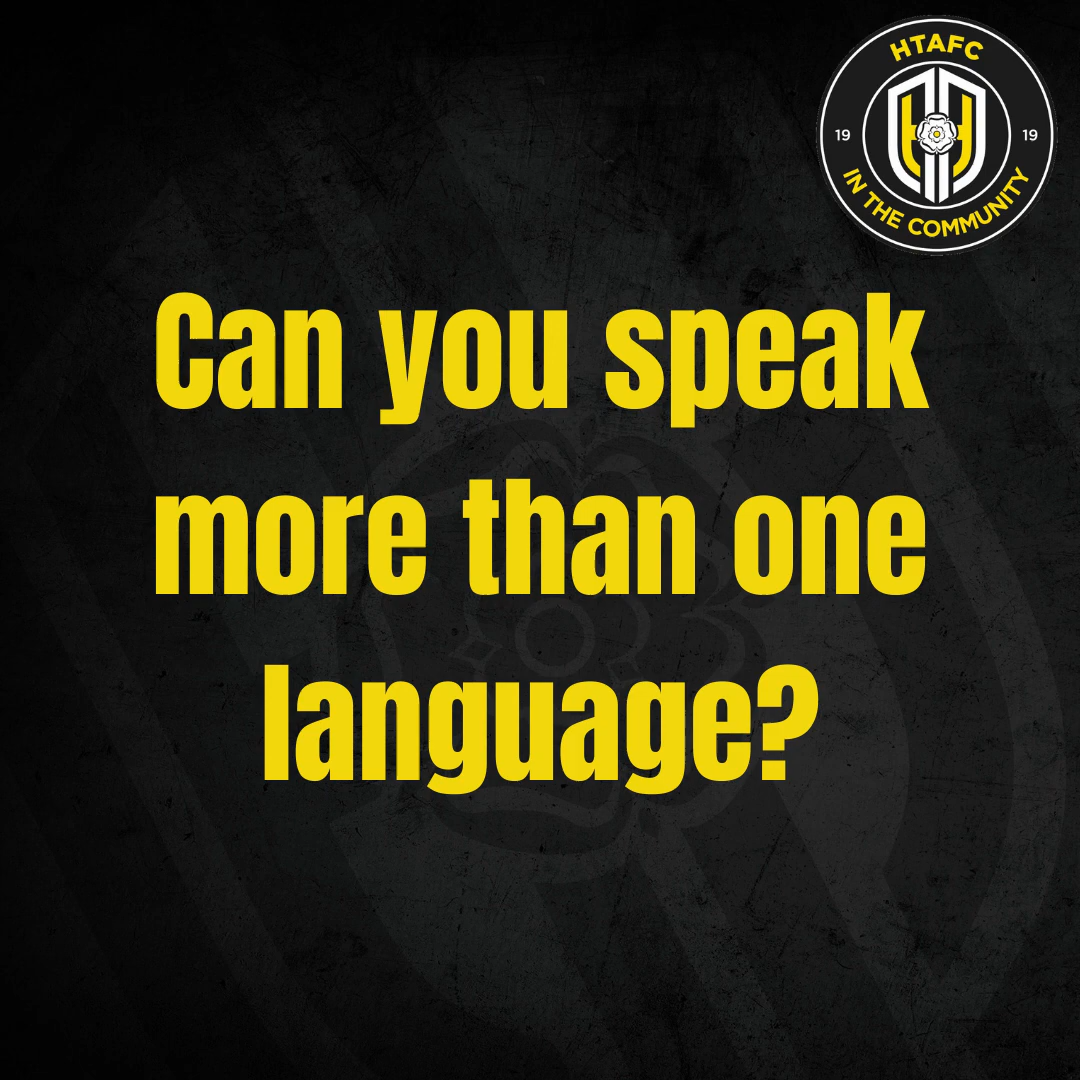 HTAFC
19 19
IN THE COMMUNITY
Can you speak
more than one
language?